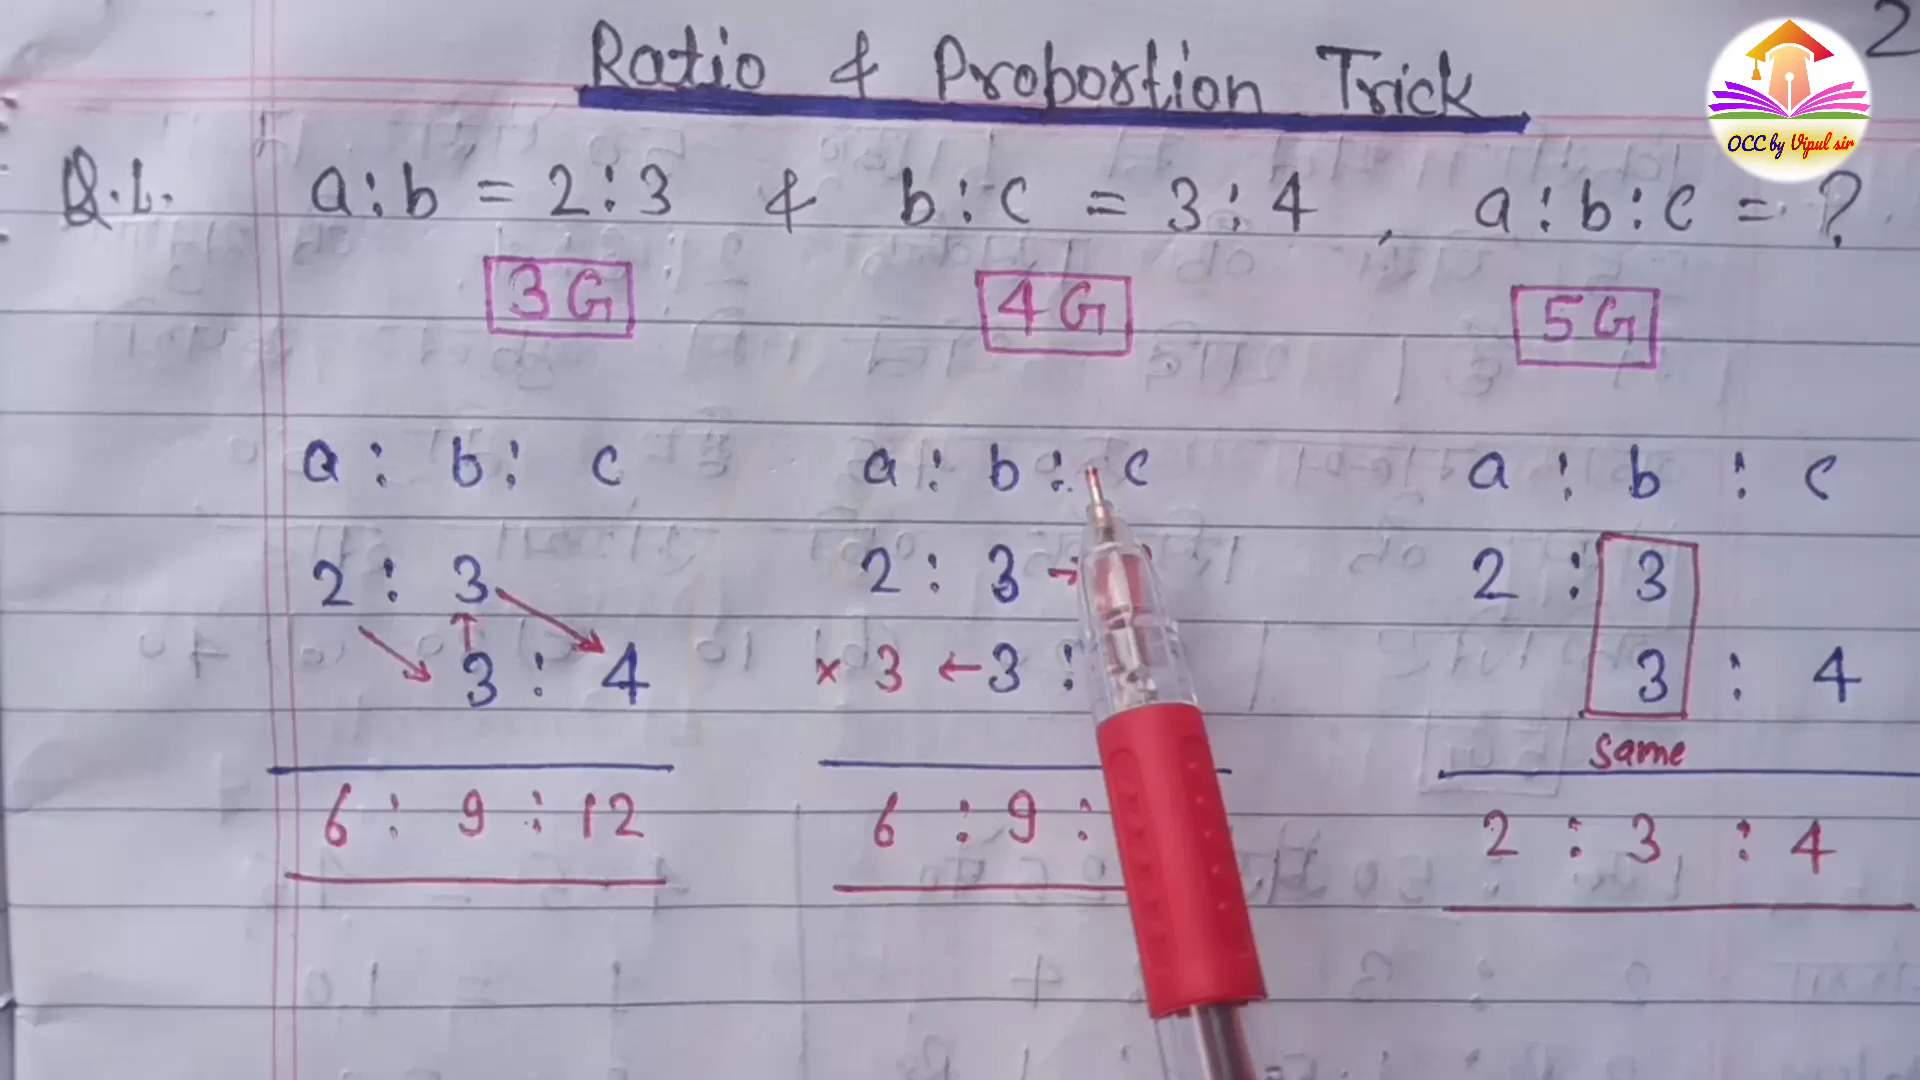 Ratio & Probortion Trick
2
OCC by Vipul sir
Q.1. a:b = 2:3 & b:c = 3:4, a:b:c = ?
3G 4G 5G
a : b : c a : b : c a : b : c
2 : 3 2 : 3 → 2 : 3
3 : 4 × 3 ← 3 : 3 : 4
same
6 : 9 : 12 6 : 9 : 2 : 3 : 4